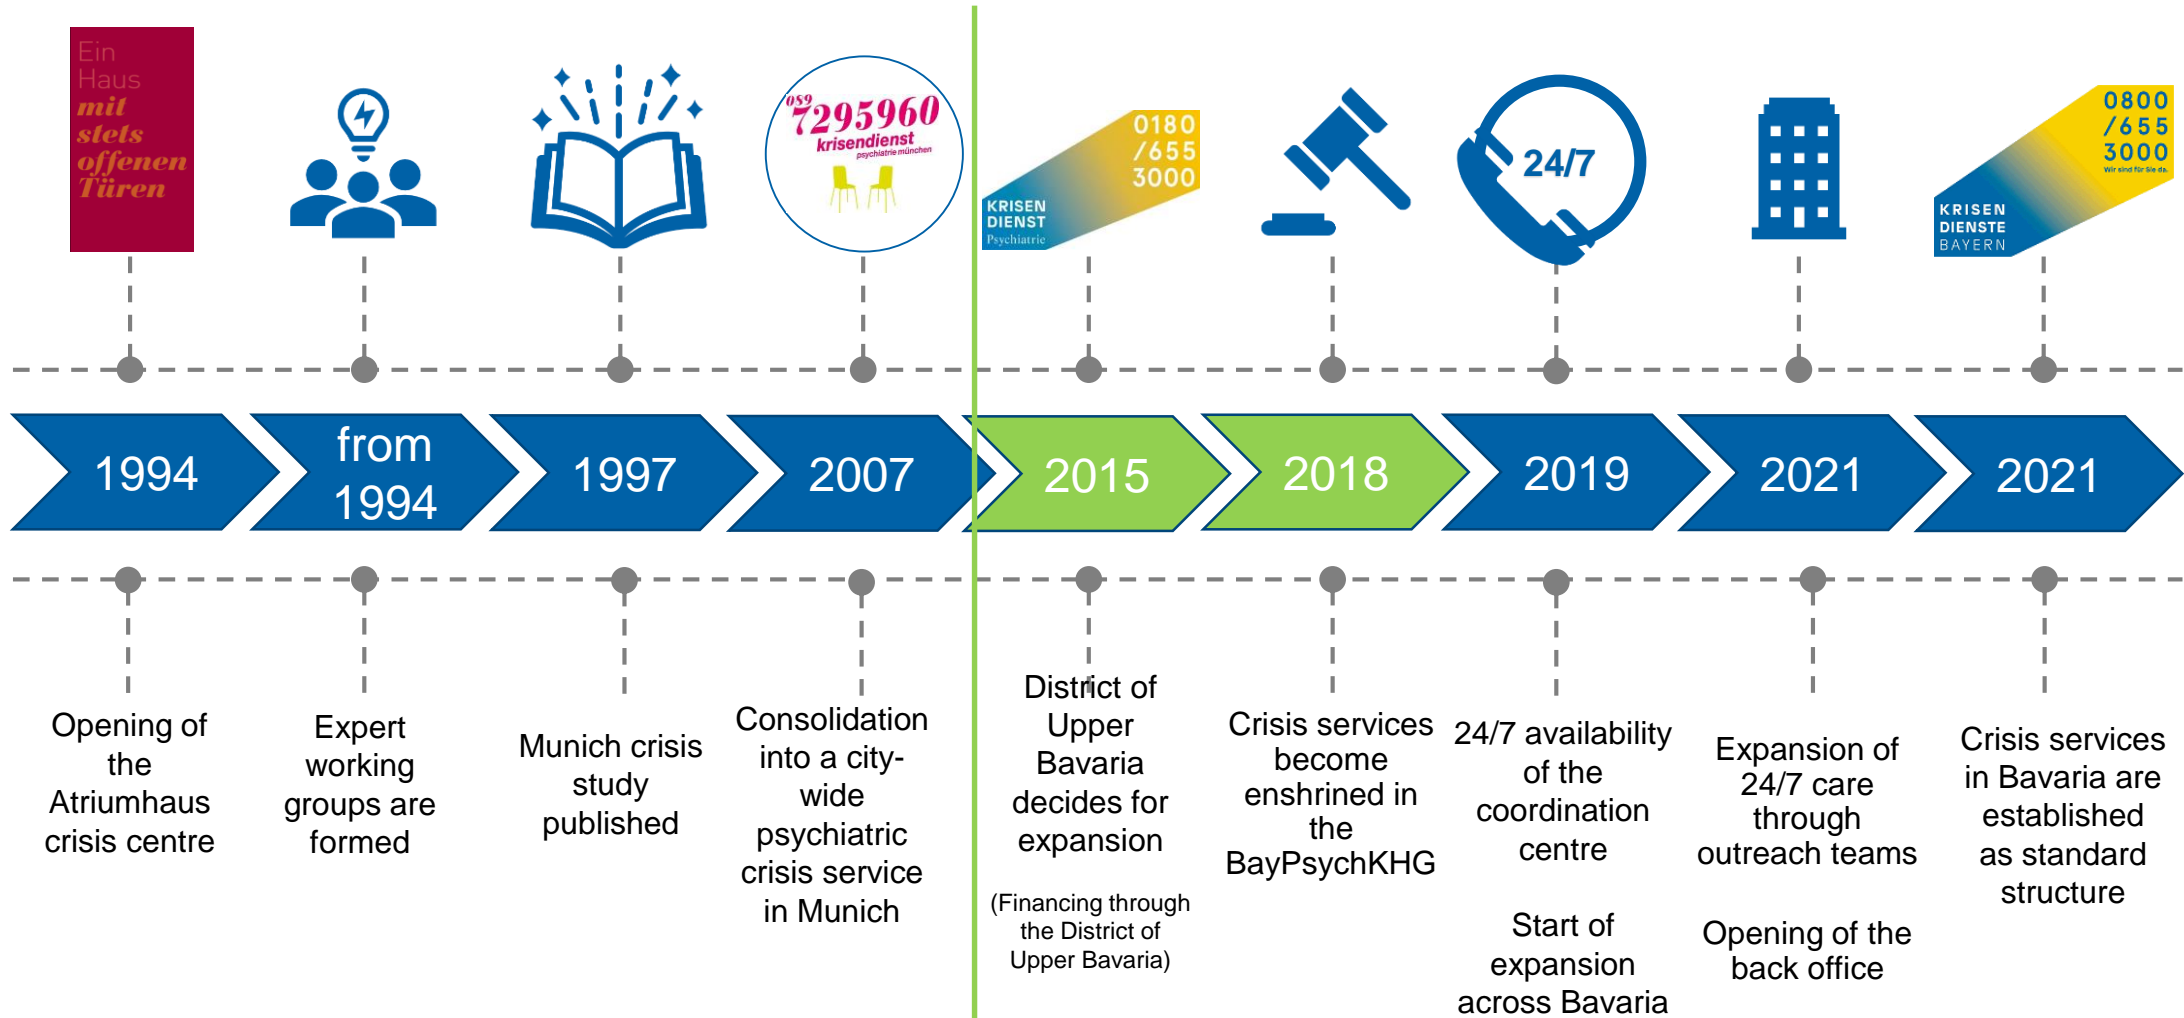 Ein
Haus
mit
stets
offenen
Türen
089
7295960
krisendienst
psychiatrie münchen
0180
/655
3000
KRISEN
DIENST
Psychiatrie
24/7
0800
/655
3000
Wir sind für Sie da.
KRISEN
DIENSTE
BAYERN
1994
from
1994
1997
2007
2015
2018
2019
2021
2021
Opening of
the
Atriumhaus
crisis centre
Expert
working
groups are
formed
Munich crisis
study
published
Consolidation
into a city-
wide
psychiatric
crisis service
in Munich
District of
Upper
Bavaria
decides for
expansion
(Financing through
the District of
Upper Bavaria)
Crisis services
become
enshrined in
the
BayPsychKHG
24/7 availability
of the
coordination
centre
Start of
expansion
across Bavaria
Expansion of
24/7 care
through
outreach teams
Opening of the
back office
Crisis services
in Bavaria are
established
as standard
structure